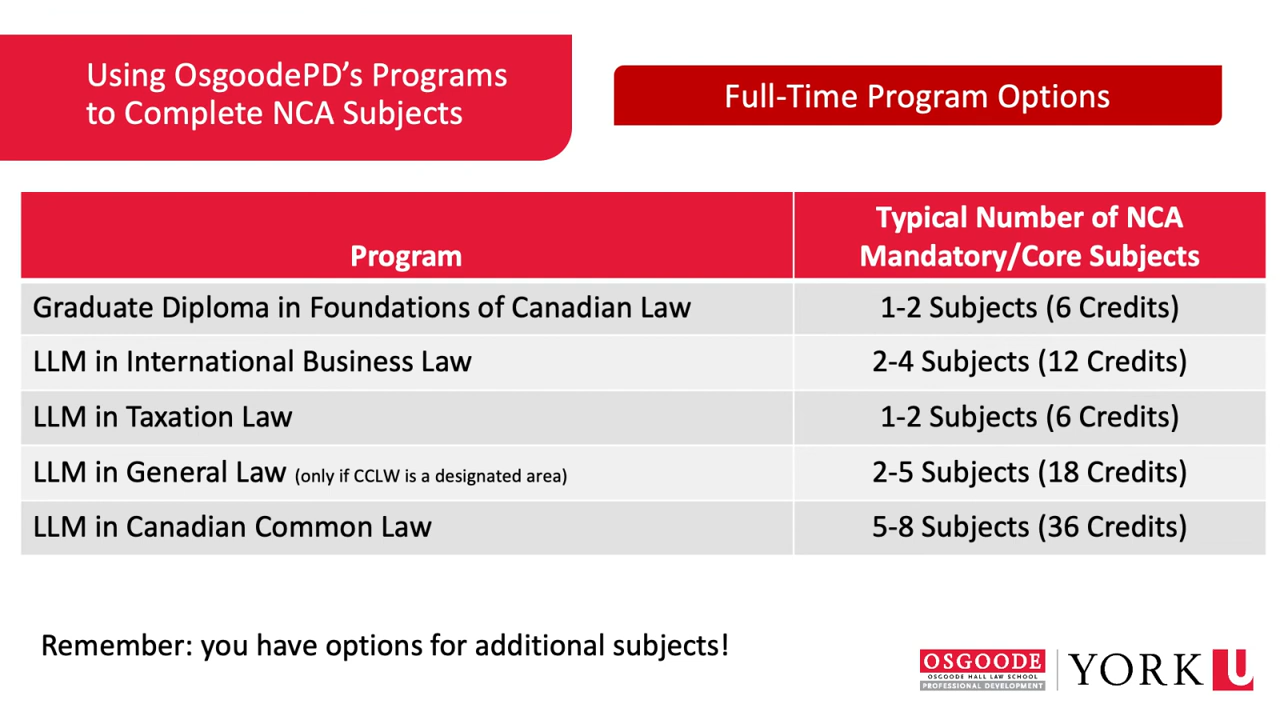 Using OsgoodePD’s Programs
to Complete NCA Subjects
Full-Time Program Options
Program
Typical Number of NCA
Mandatory/Core Subjects
Graduate Diploma in Foundations of Canadian Law
1-2 Subjects (6 Credits)
LLM in International Business Law
2-4 Subjects (12 Credits)
LLM in Taxation Law
1-2 Subjects (6 Credits)
LLM in General Law (only if CCLW is a designated area)
2-5 Subjects (18 Credits)
LLM in Canadian Common Law
5-8 Subjects (36 Credits)
Remember: you have options for additional subjects!
OSGOODE
OSGOODE HALL LAW SCHOOL
PROFESSIONAL DEVELOPMENT
YORK U